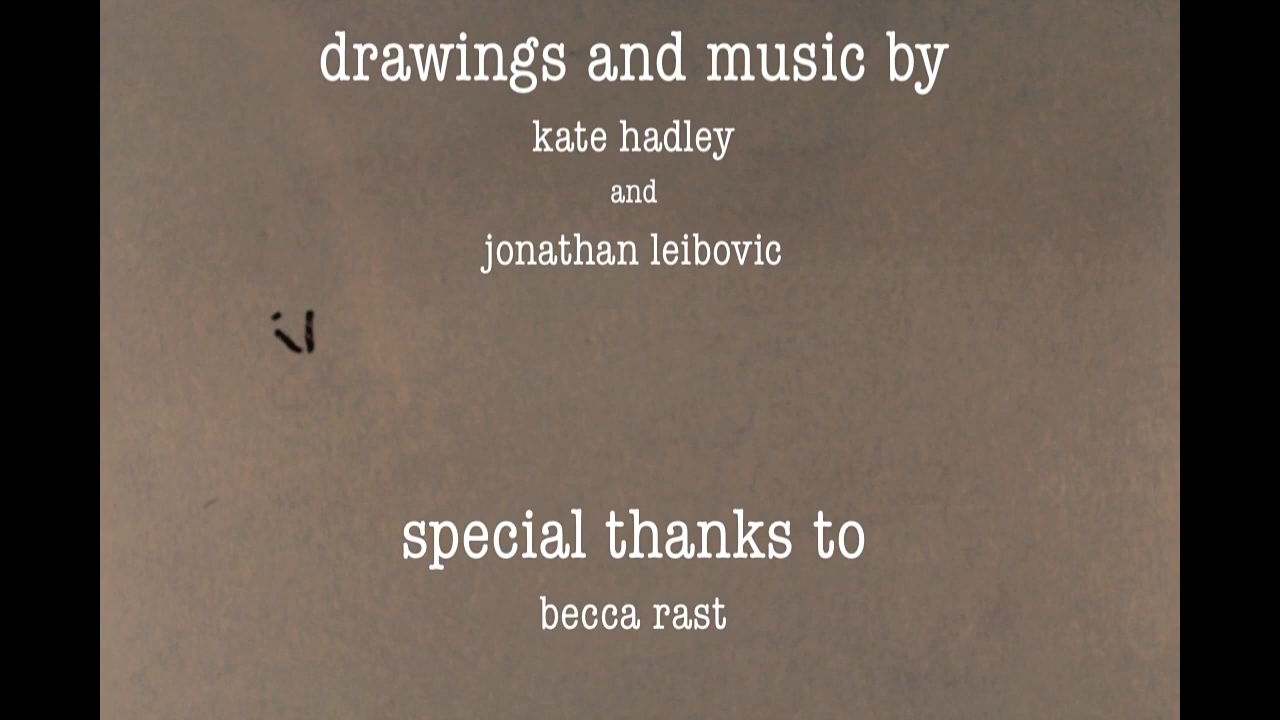 drawings and music by
kate hadley
and
jonathan leibovic
special thanks to
becca rast